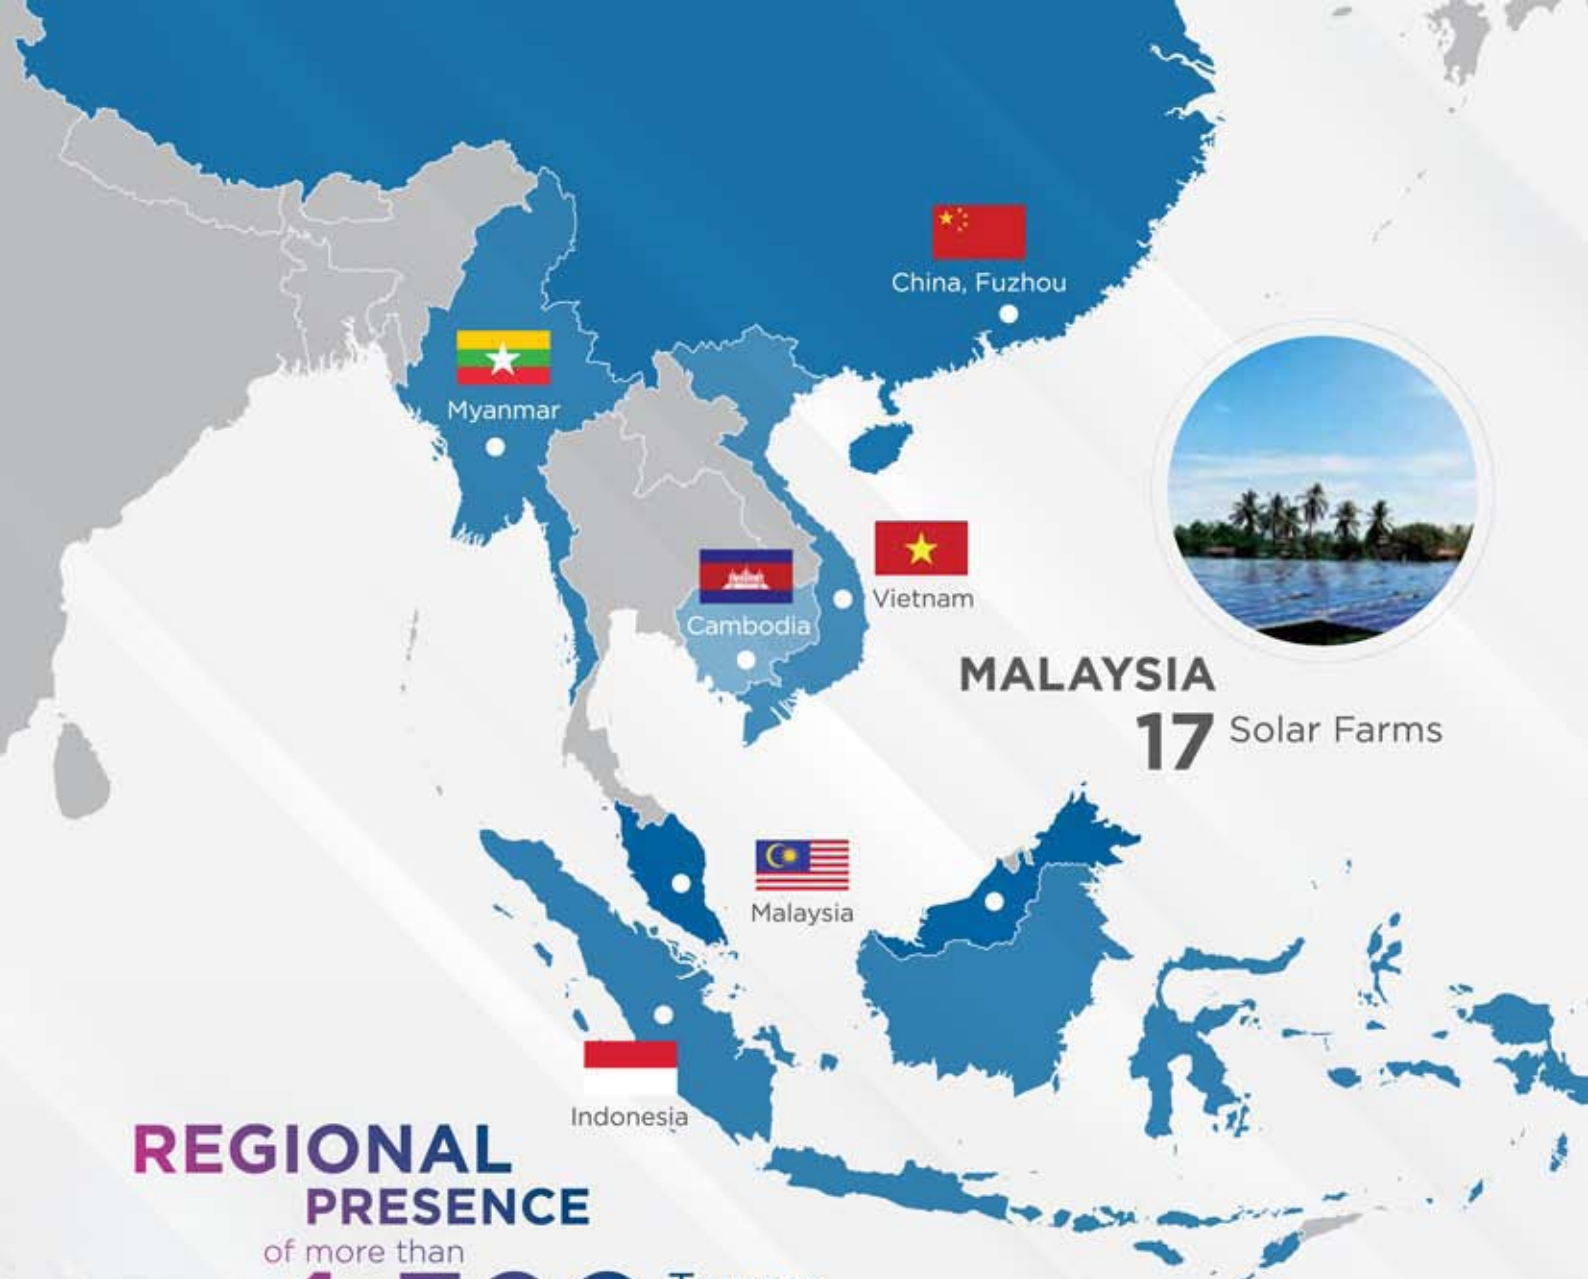 China, Fuzhou
Myanmar
Vietnam
Cambodia
MALAYSIA
17 Solar Farms
Malaysia
Indonesia
REGIONAL
PRESENCE
of more than